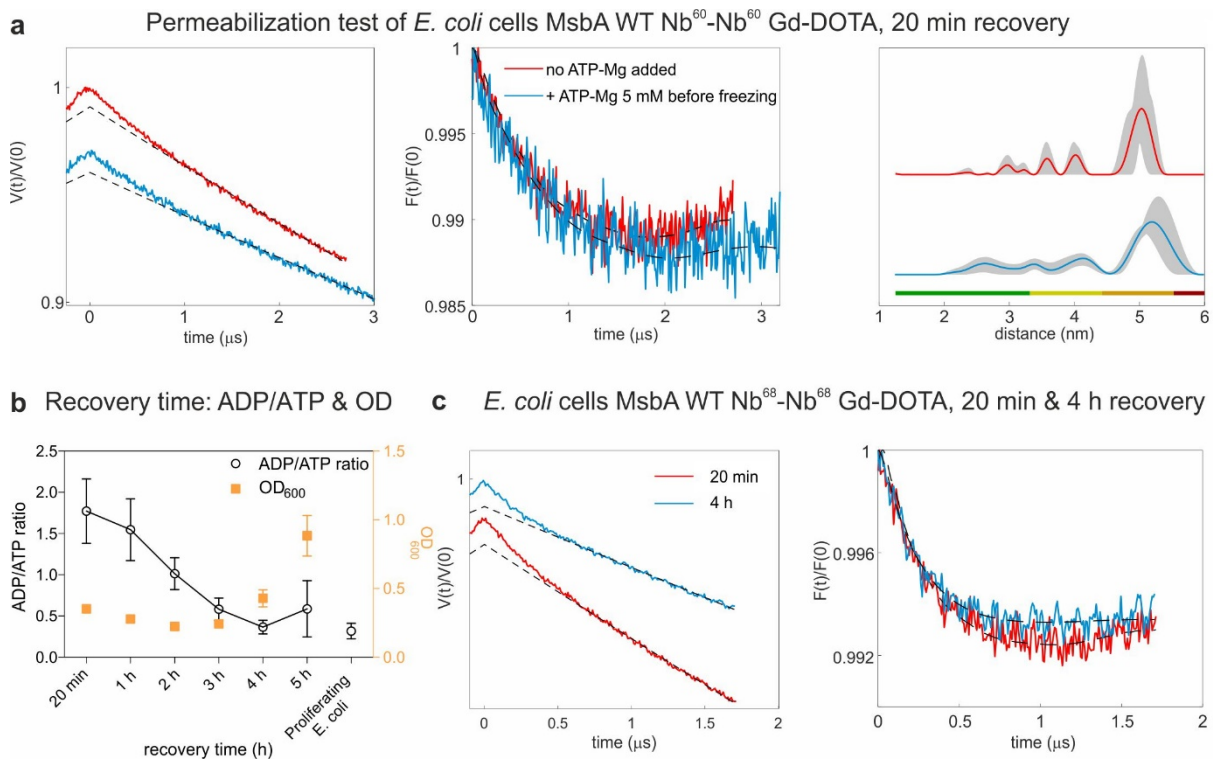 a Permeabilization test of E. coli cells MsbA WT Nb⁶⁰-Nb⁶⁰ Gd-DOTA, 20 min recovery
V(t)/V(0)
1
0.9
0 1 2 3
time (μs)
F(t)/F(0)
1
0.995
0.99
0.985
no ATP-Mg added
+ ATP-Mg 5 mM before freezing
0 1 2 3
time (μs)
1 2 3 4 5 6
distance (nm)
b Recovery time: ADP/ATP & OD
ADP/ATP ratio
2.5
2.0
1.5
1.0
0.5
0.0
ADP/ATP ratio
OD₆₀₀
1.5
1.0
0.5
0.0
OD₆₀₀
20 min
1 h
2 h
3 h
4 h
5 h
Proliferating
E. coli
recovery time (h)
c E. coli cells MsbA WT Nb⁶⁸-Nb⁶⁸ Gd-DOTA, 20 min & 4 h recovery
V(t)/V(0)
1
20 min
4 h
0 0.5 1 1.5 2
time (μs)
F(t)/F(0)
1
0.996
0.992
0 0.5 1 1.5 2
time (μs)